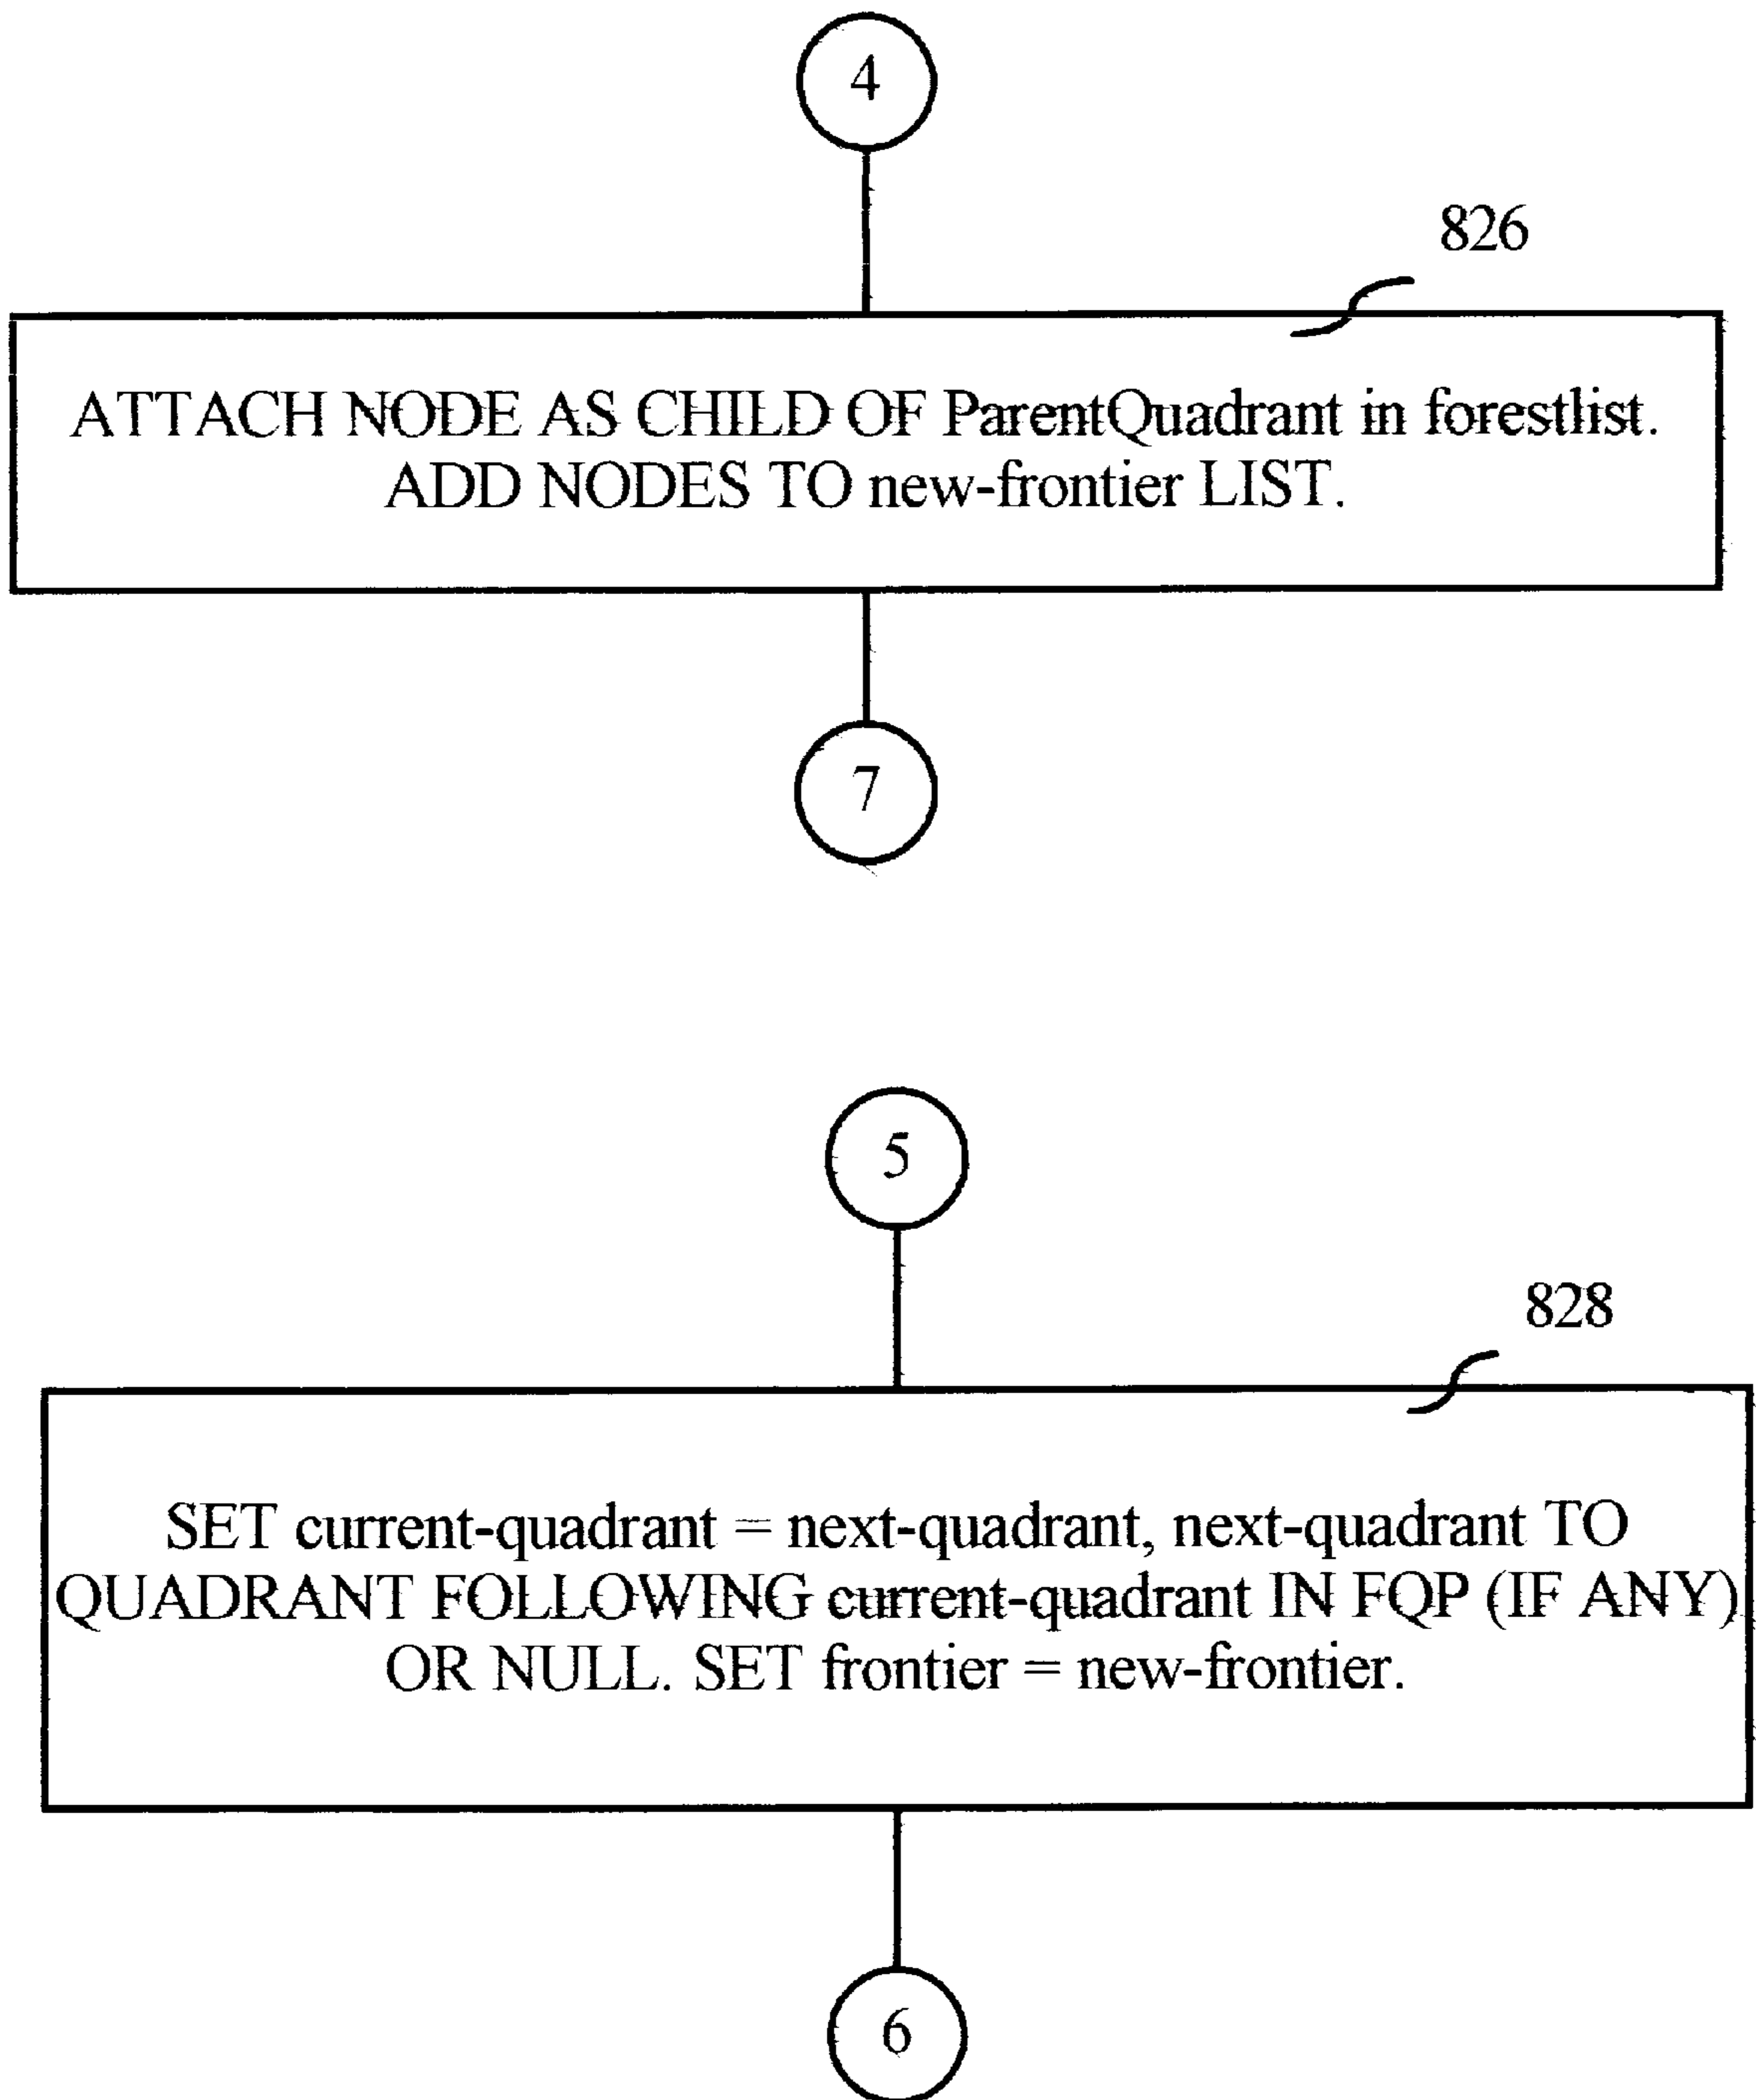 4
826
ATTACH NODE AS CHILD OF ParentQuadrant in forestlist.
ADD NODES TO new-frontier LIST.
7
5
828
SET current-quadrant = next-quadrant, next-quadrant TO
QUADRANT FOLLOWING current-quadrant IN FQP (IF ANY)
OR NULL. SET frontier = new-frontier.
6